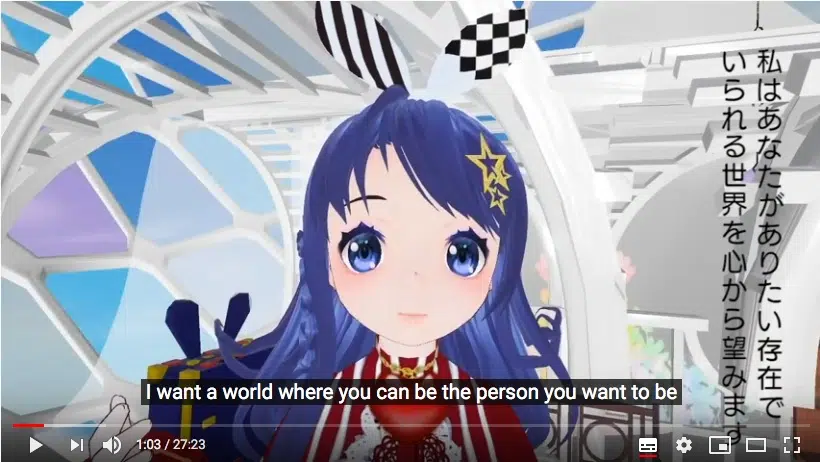 私はあなたがありたい存在で
いられる世界を心から望みます
I want a world where you can be the person you want to be
1:03 / 27:23